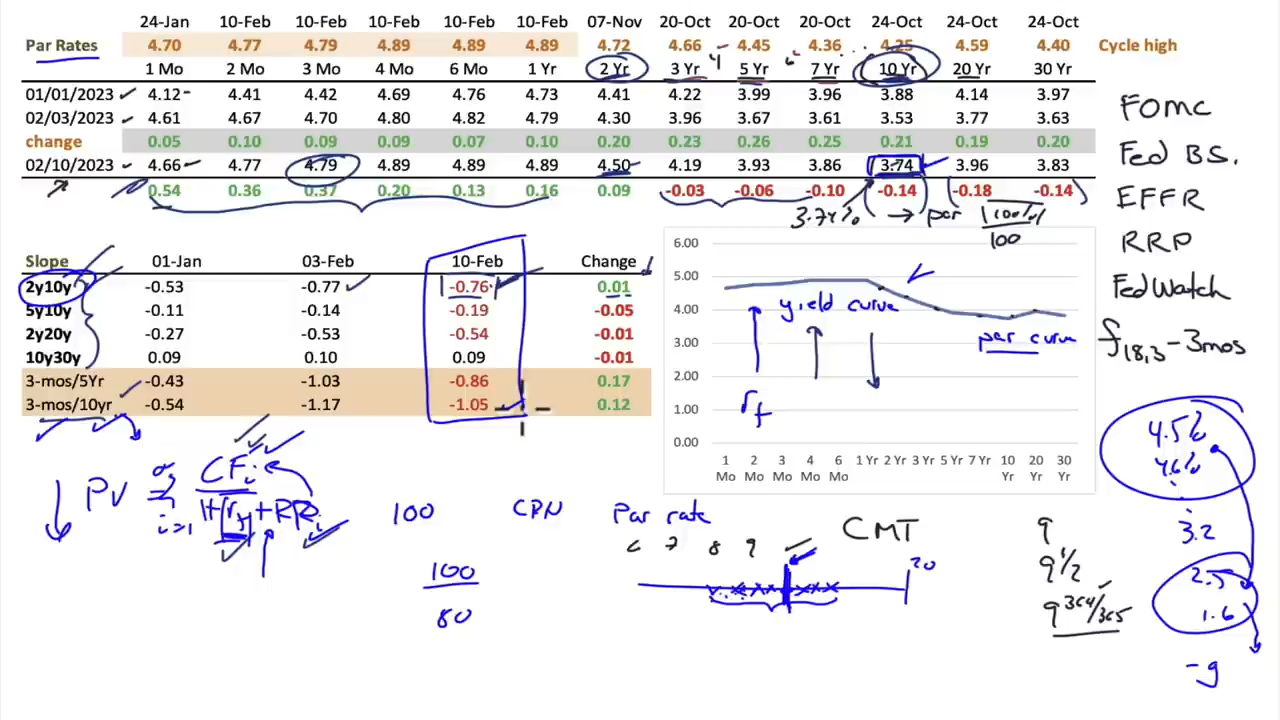 24-Jan 10-Feb 10-Feb 10-Feb 10-Feb 10-Feb 07-Nov 20-Oct 20-Oct 20-Oct 24-Oct 24-Oct 24-Oct
Par Rates 4.70 4.77 4.79 4.89 4.89 4.89 4.72 4.66 4.45 4.36 4.25 4.59 4.40 Cycle high
1 Mo 2 Mo 3 Mo 4 Mo 6 Mo 1 Yr 2 Yr 3 Yr 4 5 Yr 6 7 Yr 10 Yr 20 Yr 30 Yr
01/01/2023 4.12 4.41 4.42 4.69 4.76 4.73 4.41 4.22 3.99 3.96 3.88 4.14 3.97
02/03/2023 4.61 4.67 4.70 4.80 4.82 4.79 4.30 3.96 3.67 3.61 3.53 3.77 3.63
change 0.05 0.10 0.09 0.09 0.07 0.10 0.20 0.23 0.26 0.25 0.21 0.19 0.20
02/10/2023 4.66 4.77 4.79 4.89 4.89 4.89 4.50 4.19 3.93 3.86 3.74 3.96 3.83
0.54 0.36 0.37 0.20 0.13 0.16 0.09 -0.03 -0.06 -0.10 -0.14 -0.18 -0.14
3.74% → par 100%
100
FOMC
Fed BS.
EFFR
RRP
FedWatch
f18,3 - 3mos
Slope 01-Jan 03-Feb 10-Feb Change
2y10y -0.53 -0.77 -0.76 0.01
5y10y -0.11 -0.14 -0.19 -0.05
2y20y -0.27 -0.53 -0.54 -0.01
10y30y 0.09 0.10 0.09 -0.01
3-mos/5Yr -0.43 -1.03 -0.86 0.17
3-mos/10yr -0.54 -1.17 -1.05 0.12
6.00
5.00
4.00
3.00
2.00
1.00
0.00
yield curve
par curve
rf
1 Mo 2 Mo 3 Mo 4 Mo 6 Mo 1 Yr 2 Yr 3 Yr 5 Yr 7 Yr 10 Yr 20 Yr 30 Yr
PV = CFi
i=1 1+rf+RPi
100 CPN Par rate
6 7 8 9
CMT
20
100
80
9
9 1/2
9 364/365
4.5%
4.6%
3.2
2.5
1.6
-g